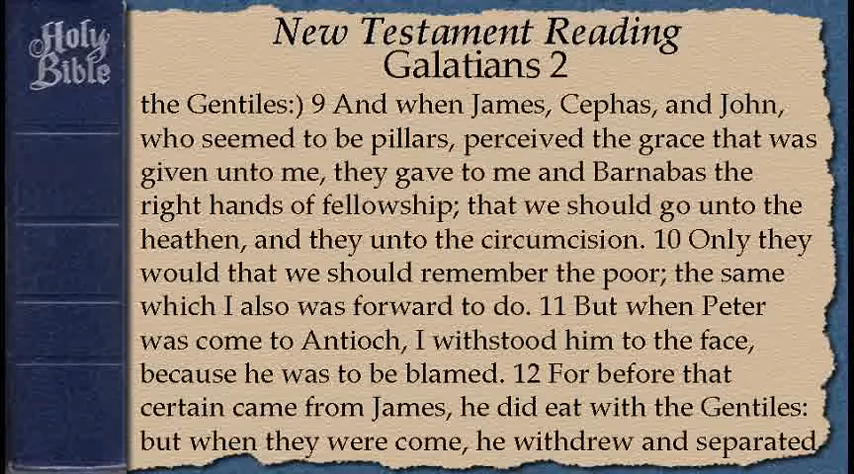 Holy
Bible
New Testament Reading
Galatians 2
the Gentiles:) 9 And when James, Cephas, and John,
who seemed to be pillars, perceived the grace that was
given unto me, they gave to me and Barnabas the
right hands of fellowship; that we should go unto the
heathen, and they unto the circumcision. 10 Only they
would that we should remember the poor; the same
which I also was forward to do. 11 But when Peter
was come to Antioch, I withstood him to the face,
because he was to be blamed. 12 For before that
certain came from James, he did eat with the Gentiles:
but when they were come, he withdrew and separated